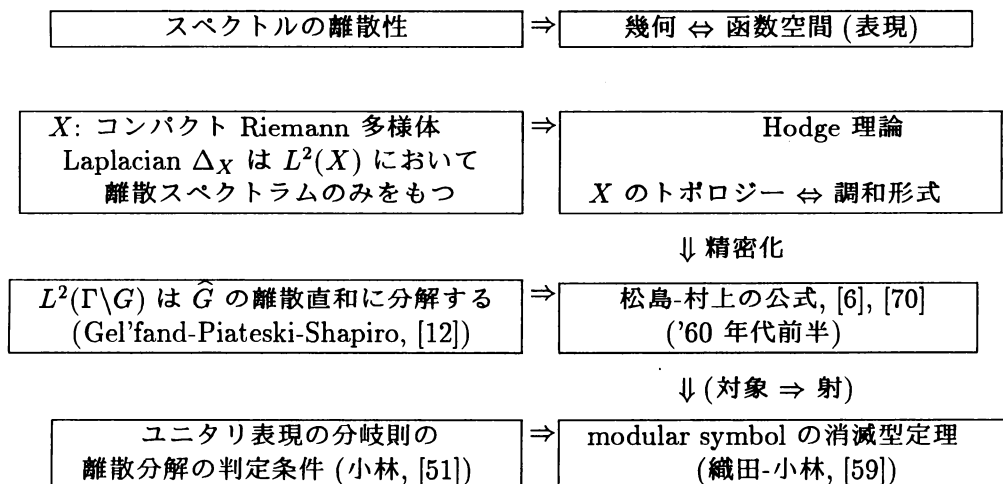 スペクトルの離散性 ⇒ 幾何 ⇔ 函数空間 (表現)
X: コンパクト Riemann 多様体 ⇒ Hodge 理論
Laplacian Δ_X は L²(X) において
離散スペクトラムのみをもつ X のトポロジー ⇔ 調和形式
⇓ 精密化
L²(Γ\G) は Ĝ の離散直和に分解する ⇒ 松島-村上の公式, [6], [70]
(Gel'fand-Piateski-Shapiro, [12]) ('60 年代前半)
⇓ (対象 ⇒ 射)
ユニタリ表現の分岐則の ⇒ modular symbol の消滅型定理
離散分解の判定条件 (小林, [51]) (織田-小林, [59])